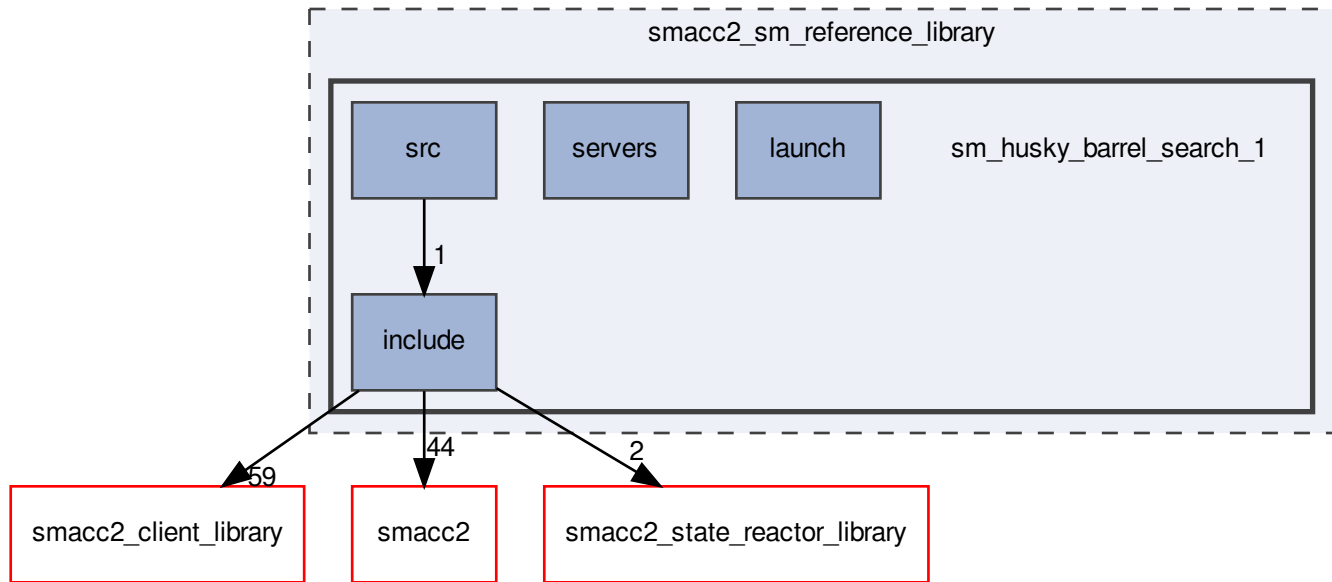 smacc2_sm_reference_library
src
servers
launch
sm_husky_barrel_search_1
1
include
59
44
2
smacc2_client_library
smacc2
smacc2_state_reactor_library